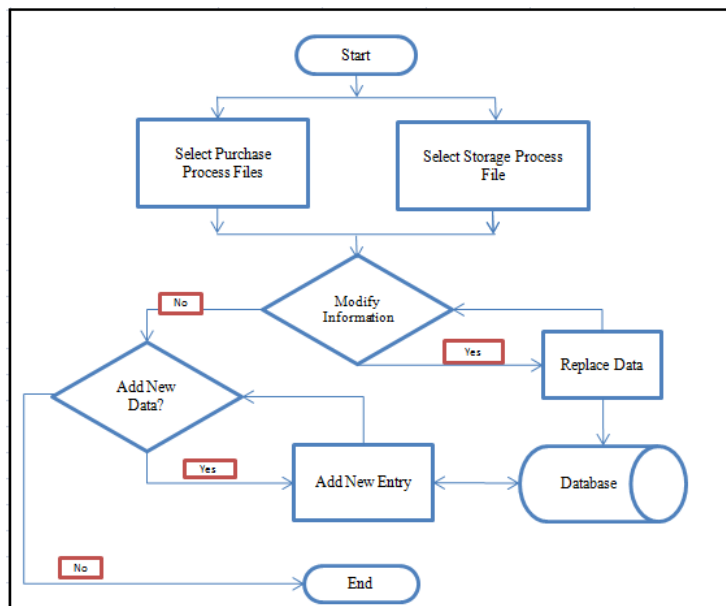 Start
Select Purchase
Process Files
Select Storage Process
File
Modify
Information
No
Yes
Replace Data
Add New
Data?
Yes
Add New Entry
Database
No
End